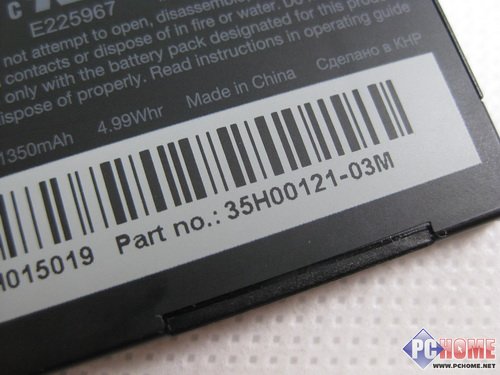 C
E225967
not attempt to open, disassemble
contacts or dispose of in fire or water. Do
only with the battery pack designated for this
dispose of properly. Read instructions in operating guide
1350mAh 4.99Whr Made in China Сделано в КНР
015019 Part no.: 35H00121-03M
PCHOME
WWW.PCHOME.NET